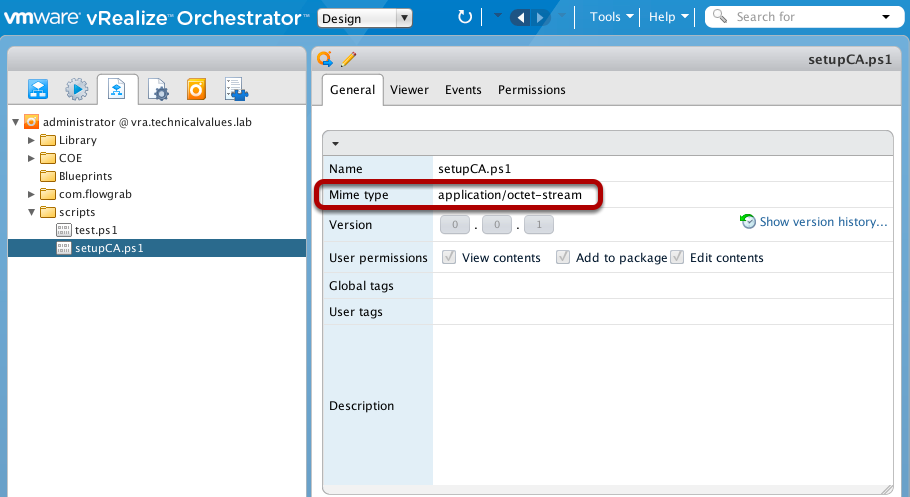 vmware vRealize Orchestrator™ Design Tools Help Search for
setupCA.ps1
General Viewer Events Permissions
administrator @ vra.technicalvalues.lab
Library
COE
Blueprints
com.flowgrab
scripts
test.ps1
setupCA.ps1
Name setupCA.ps1
Mime type application/octet-stream
Version 0 . 0 . 1 Show version history...
User permissions View contents Add to package Edit contents
Global tags
User tags
Description